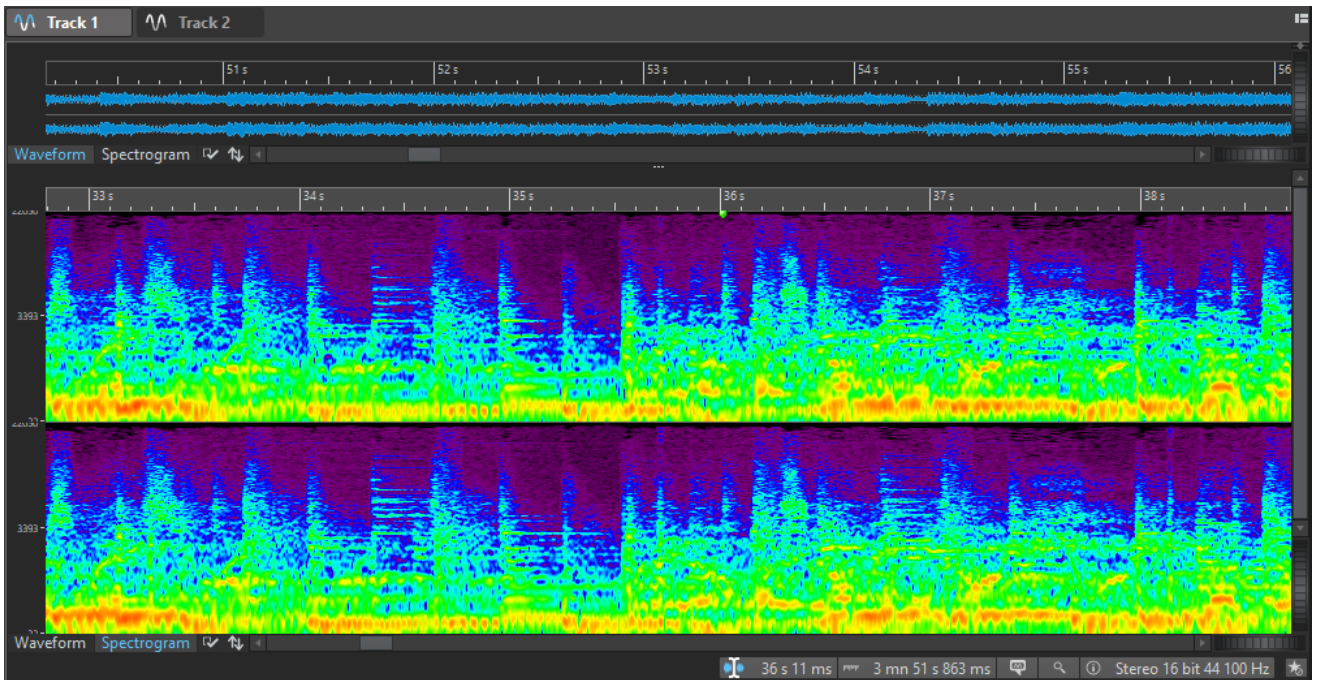 Track 1 Track 2
51 s 52 s 53 s 54 s 55 s 56
Waveform Spectrogram
33 s 34 s 35 s 36 s 37 s 38 s
3393
3393
Waveform Spectrogram
36 s 11 ms 3 mn 51 s 863 ms Stereo 16 bit 44 100 Hz